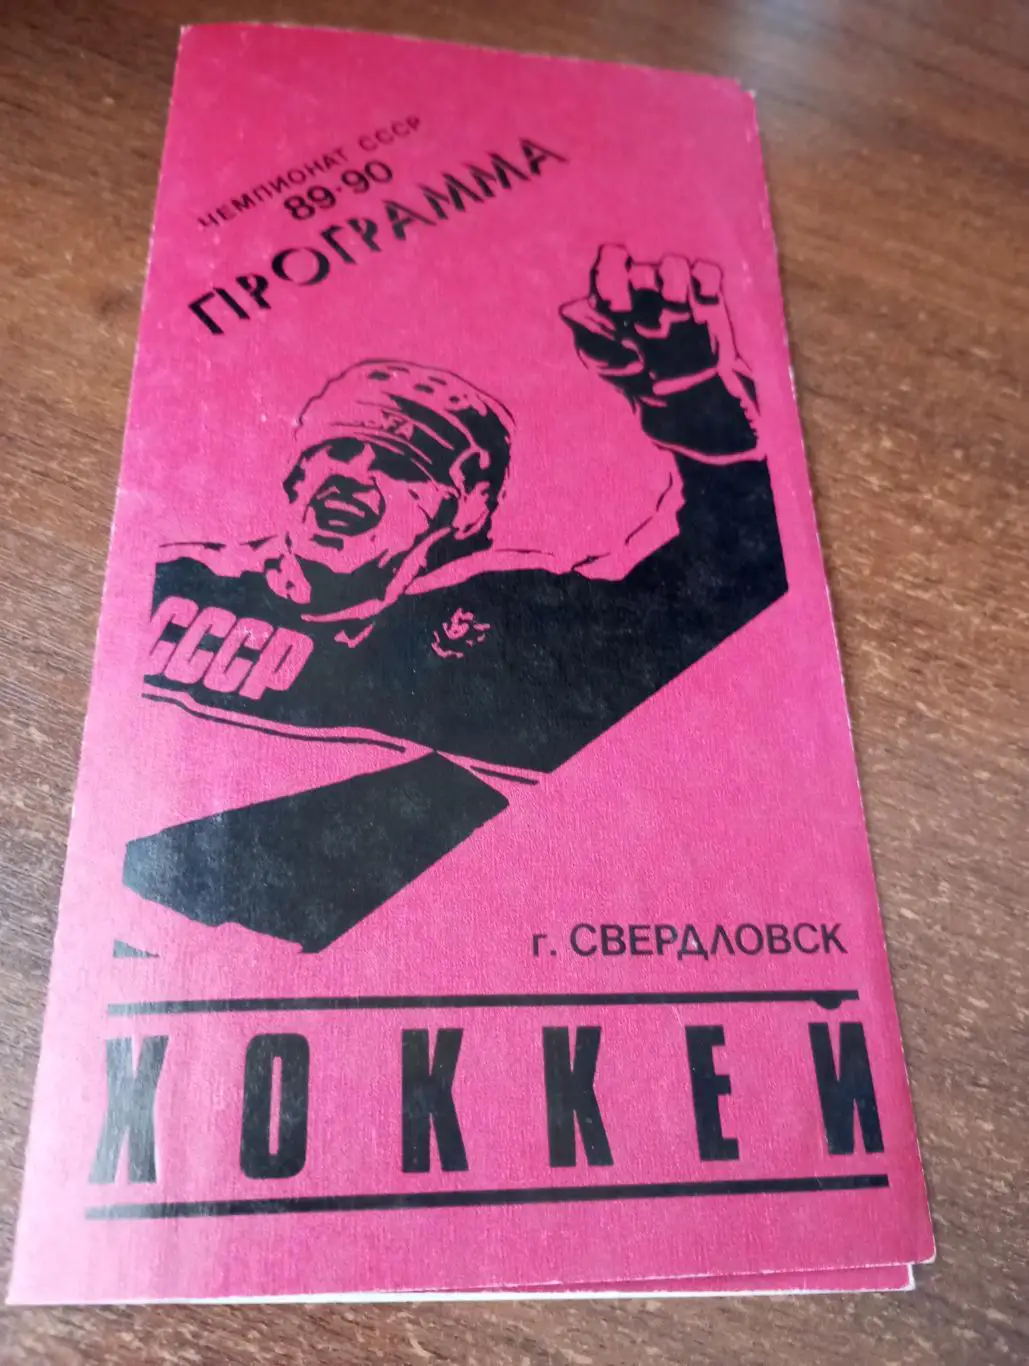 ЧЕМПИОНАТ СССР
89-90
ПРОГРАММА
СССР
г. СВЕРДЛОВСК
ХОККЕЙ